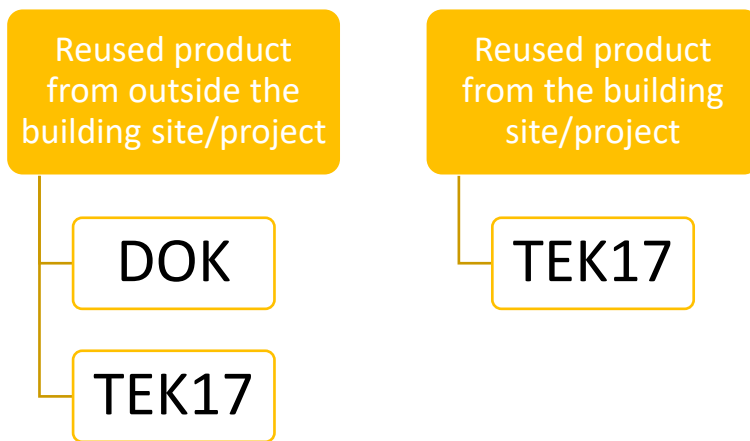 Reused product
from outside the
building site/project
DOK
TEK17
Reused product
from the building
site/project
TEK17